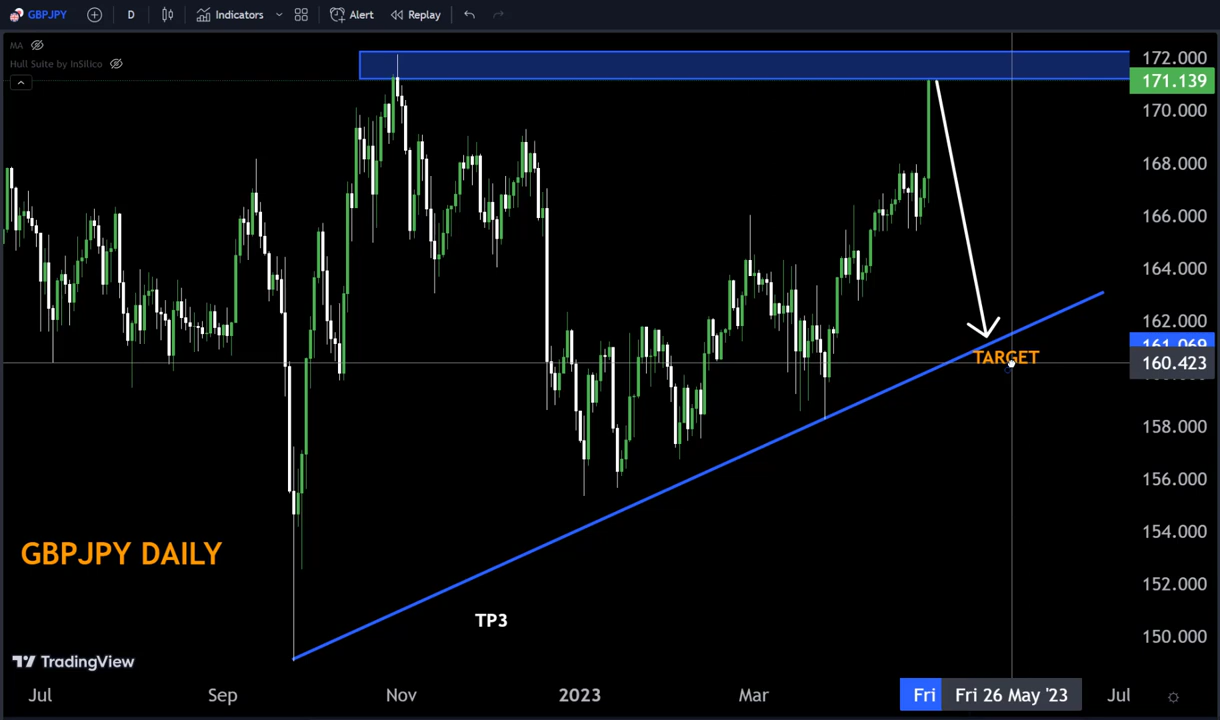 GBPJPY D Indicators Alert Replay
MA
Hull Suite by InSilico
172.000
171.139
170.000
168.000
166.000
164.000
162.000
161.069
TARGET
160.423
158.000
156.000
154.000
GBPJPY DAILY
152.000
TP3
150.000
TradingView
Jul Sep Nov 2023 Mar Fri Fri 26 May '23 Jul